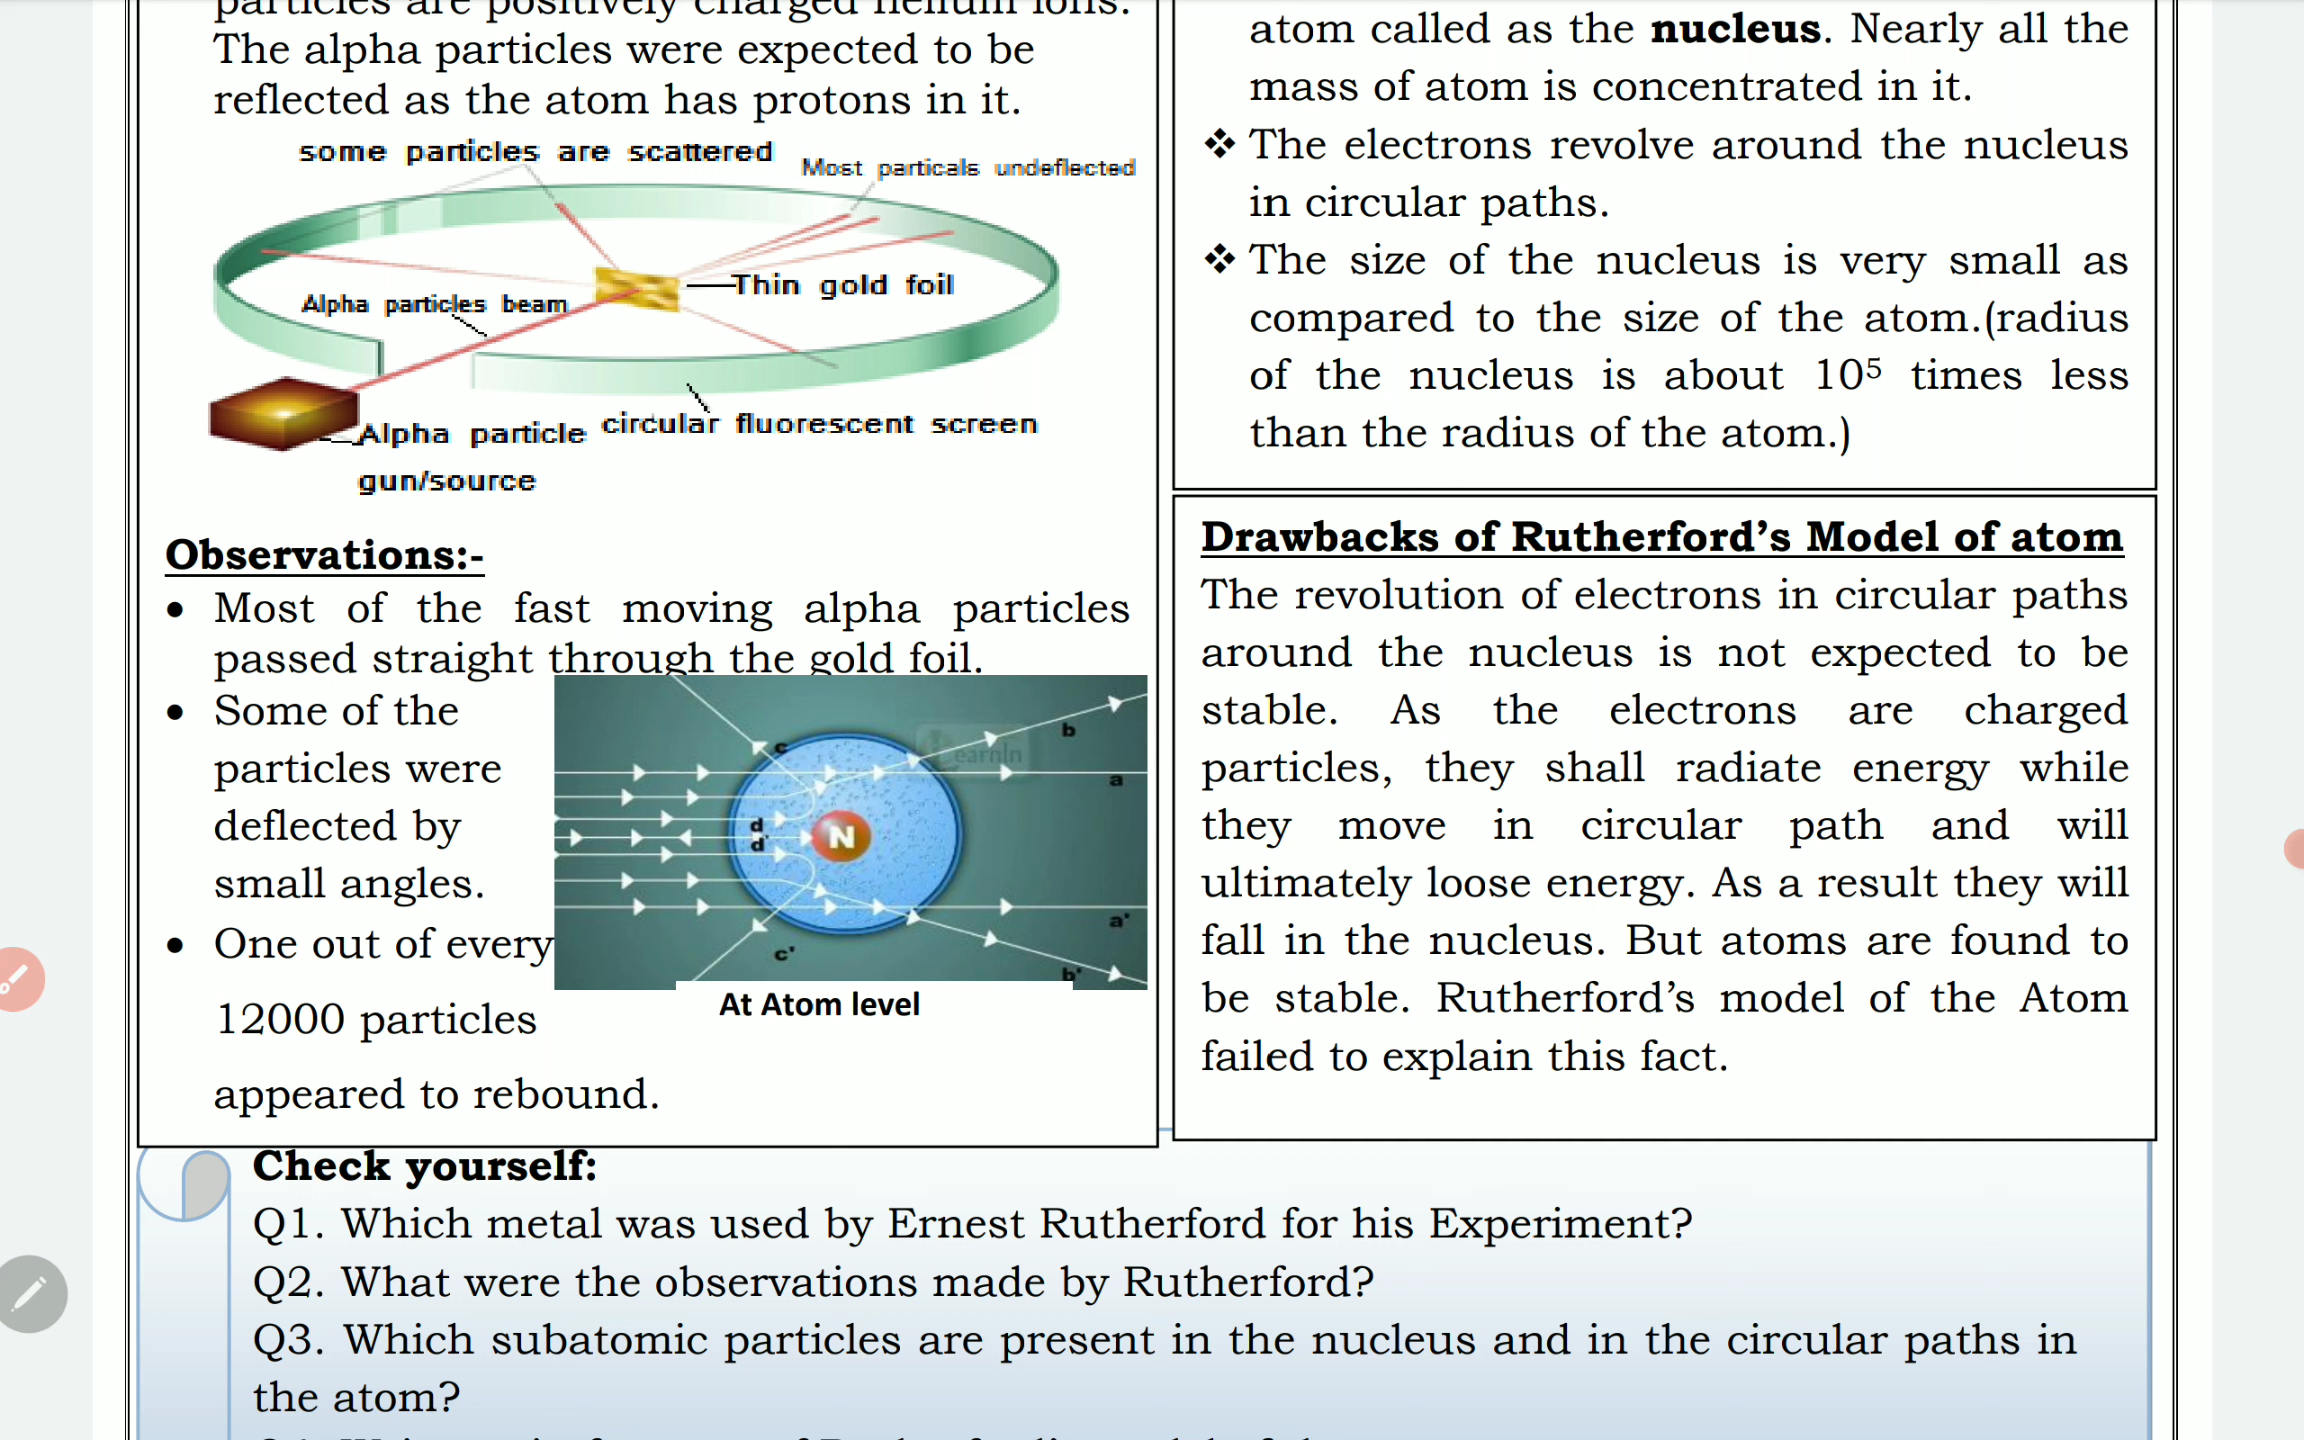 particles are positively charged helium ions.
The alpha particles were expected to be
reflected as the atom has protons in it.
some particles are scattered
Most particals undeflected
Thin gold foil
Alpha particles beam
circular fluorescent screen
Alpha particle
gun/source
Observations:-
• Most of the fast moving alpha particles
passed straight through the gold foil.
• Some of the
particles were
deflected by
small angles.
• One out of every
12000 particles
appeared to rebound.
c
b
earnIn
a
d
d'
N
a'
c'
b'
At Atom level
atom called as the nucleus. Nearly all the
mass of atom is concentrated in it.
❖ The electrons revolve around the nucleus
in circular paths.
❖ The size of the nucleus is very small as
compared to the size of the atom.(radius
of the nucleus is about 10⁵ times less
than the radius of the atom.)
Drawbacks of Rutherford’s Model of atom
The revolution of electrons in circular paths
around the nucleus is not expected to be
stable. As the electrons are charged
particles, they shall radiate energy while
they move in circular path and will
ultimately loose energy. As a result they will
fall in the nucleus. But atoms are found to
be stable. Rutherford’s model of the Atom
failed to explain this fact.
Check yourself:
Q1. Which metal was used by Ernest Rutherford for his Experiment?
Q2. What were the observations made by Rutherford?
Q3. Which subatomic particles are present in the nucleus and in the circular paths in
the atom?